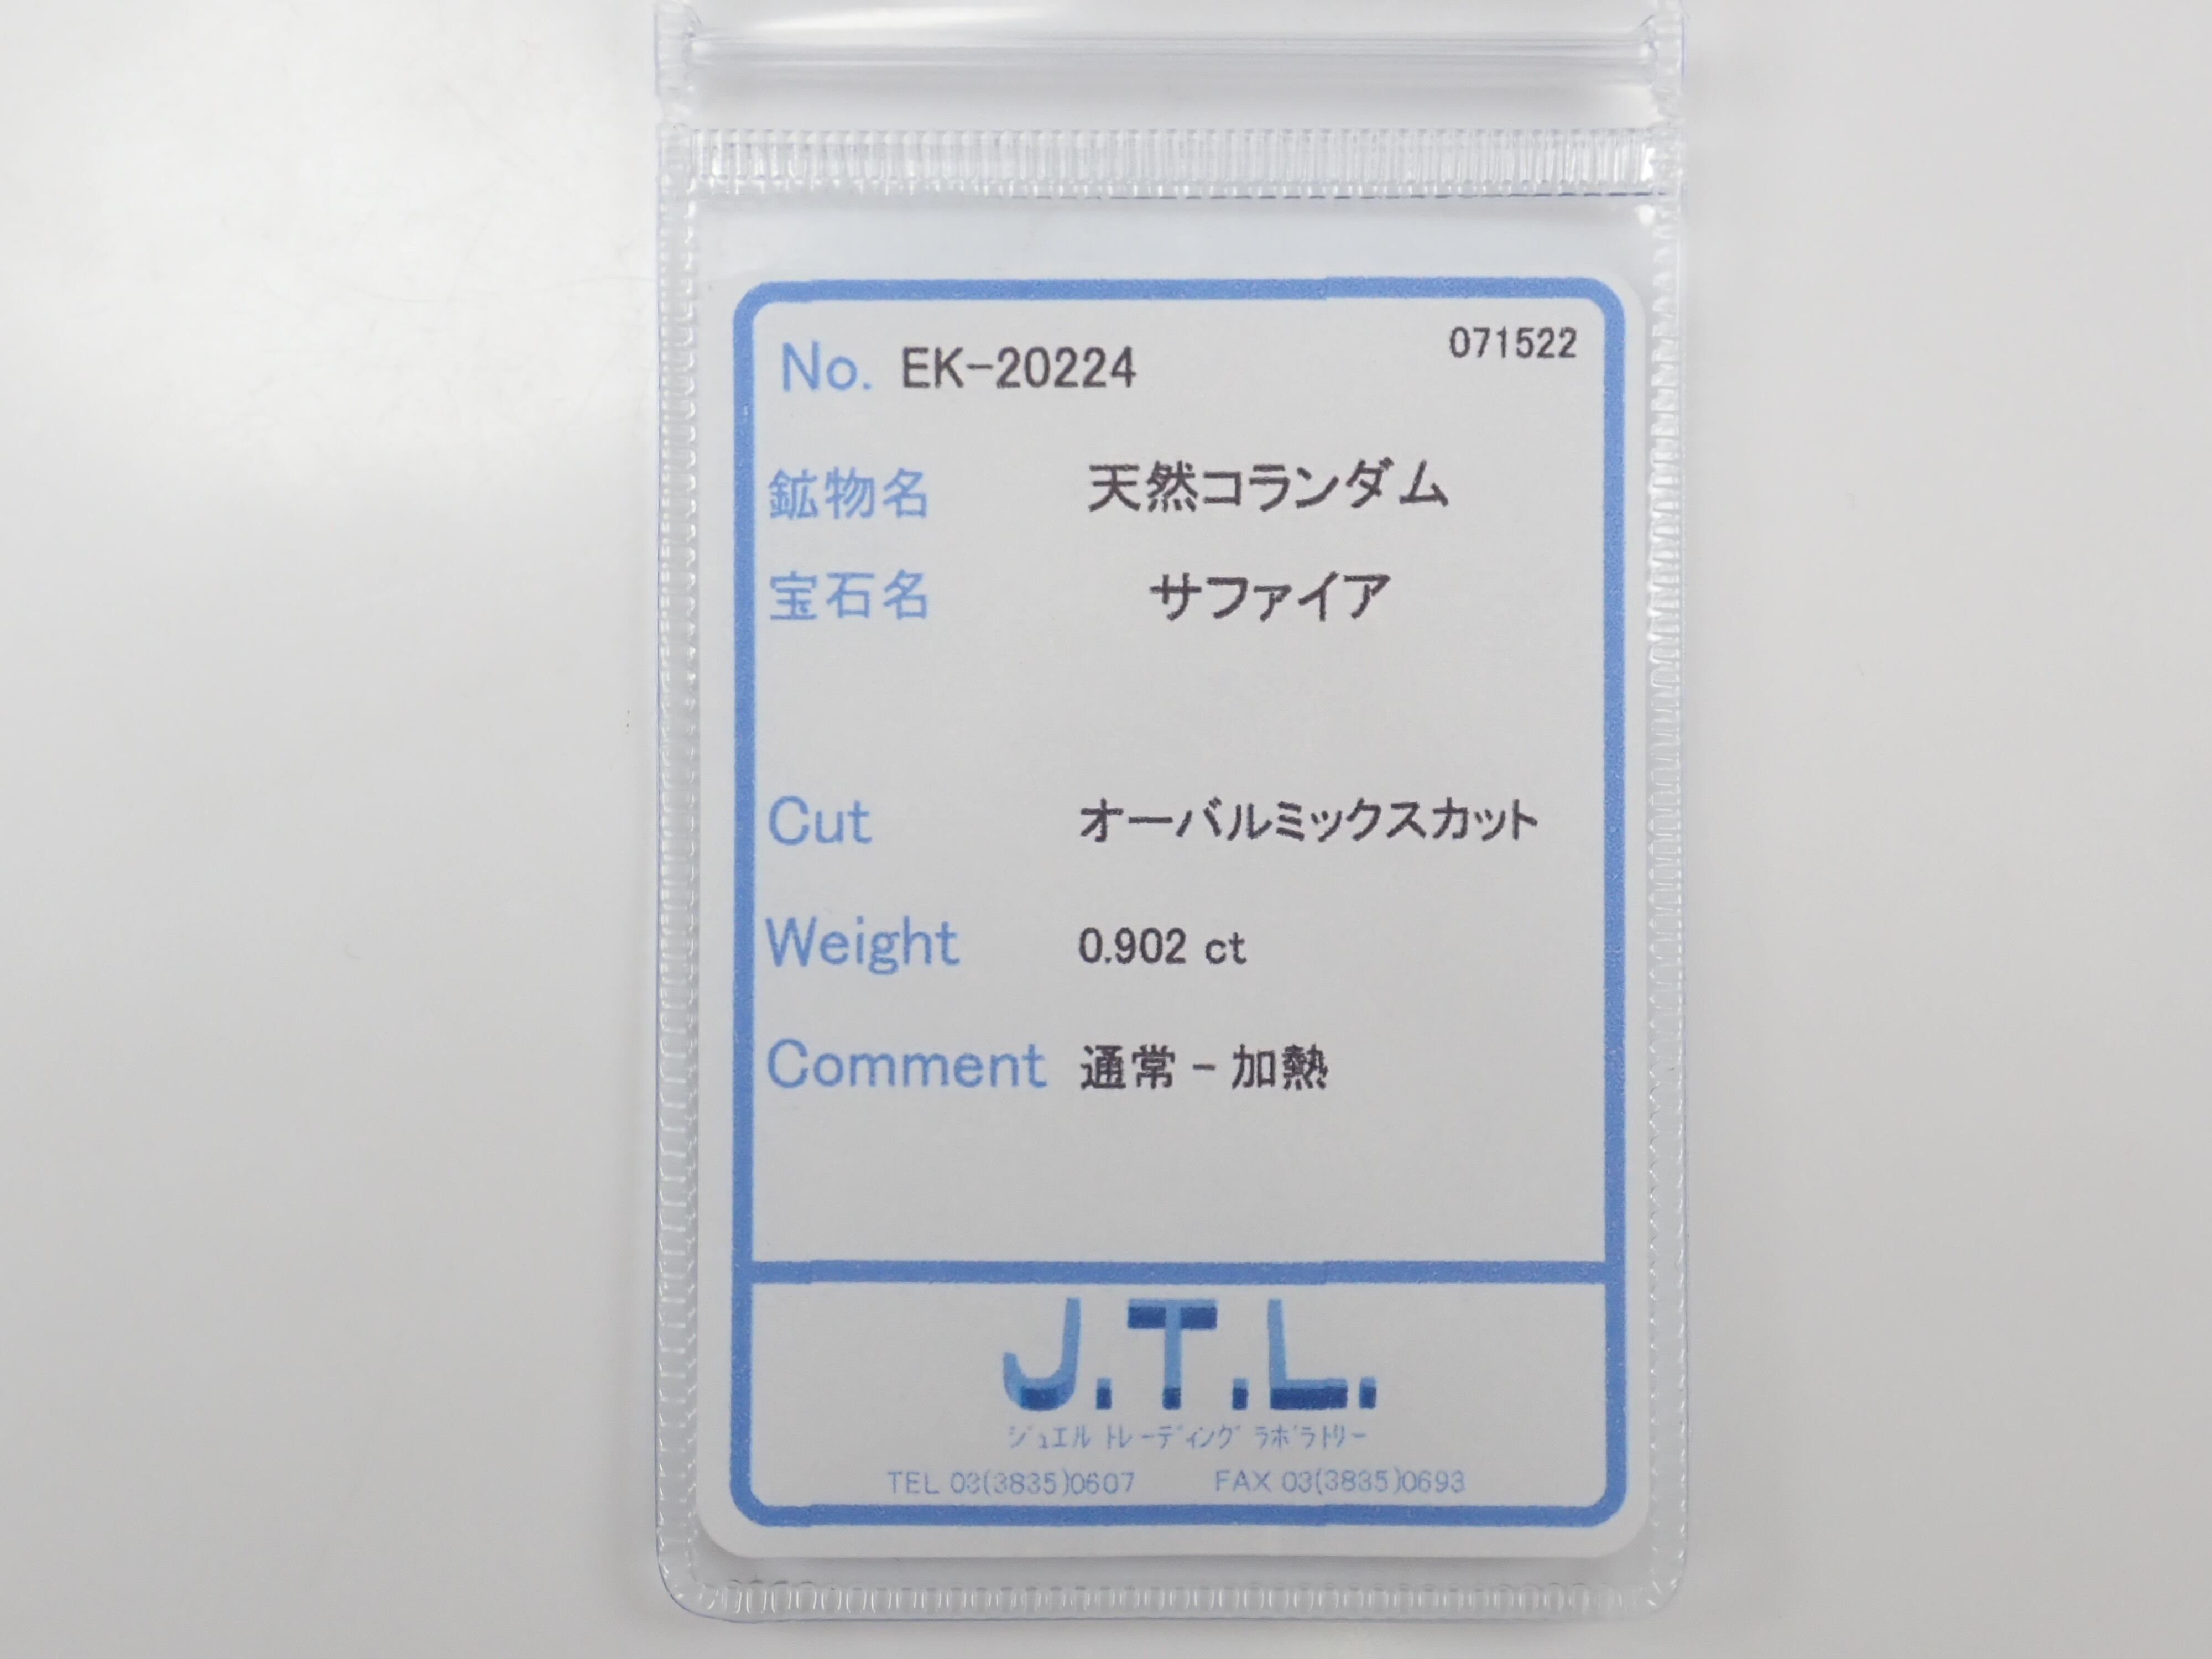 No. EK-20224 071522
鉱物名 天然コランダム
宝石名 サファイア
Cut オーバルミックスカット
Weight 0.902 ct
Comment 通常 - 加熱
J.T.L.
ジュエル トレーディング ラボラトリー
TEL 03(3835)0607 FAX 03(3835)0693